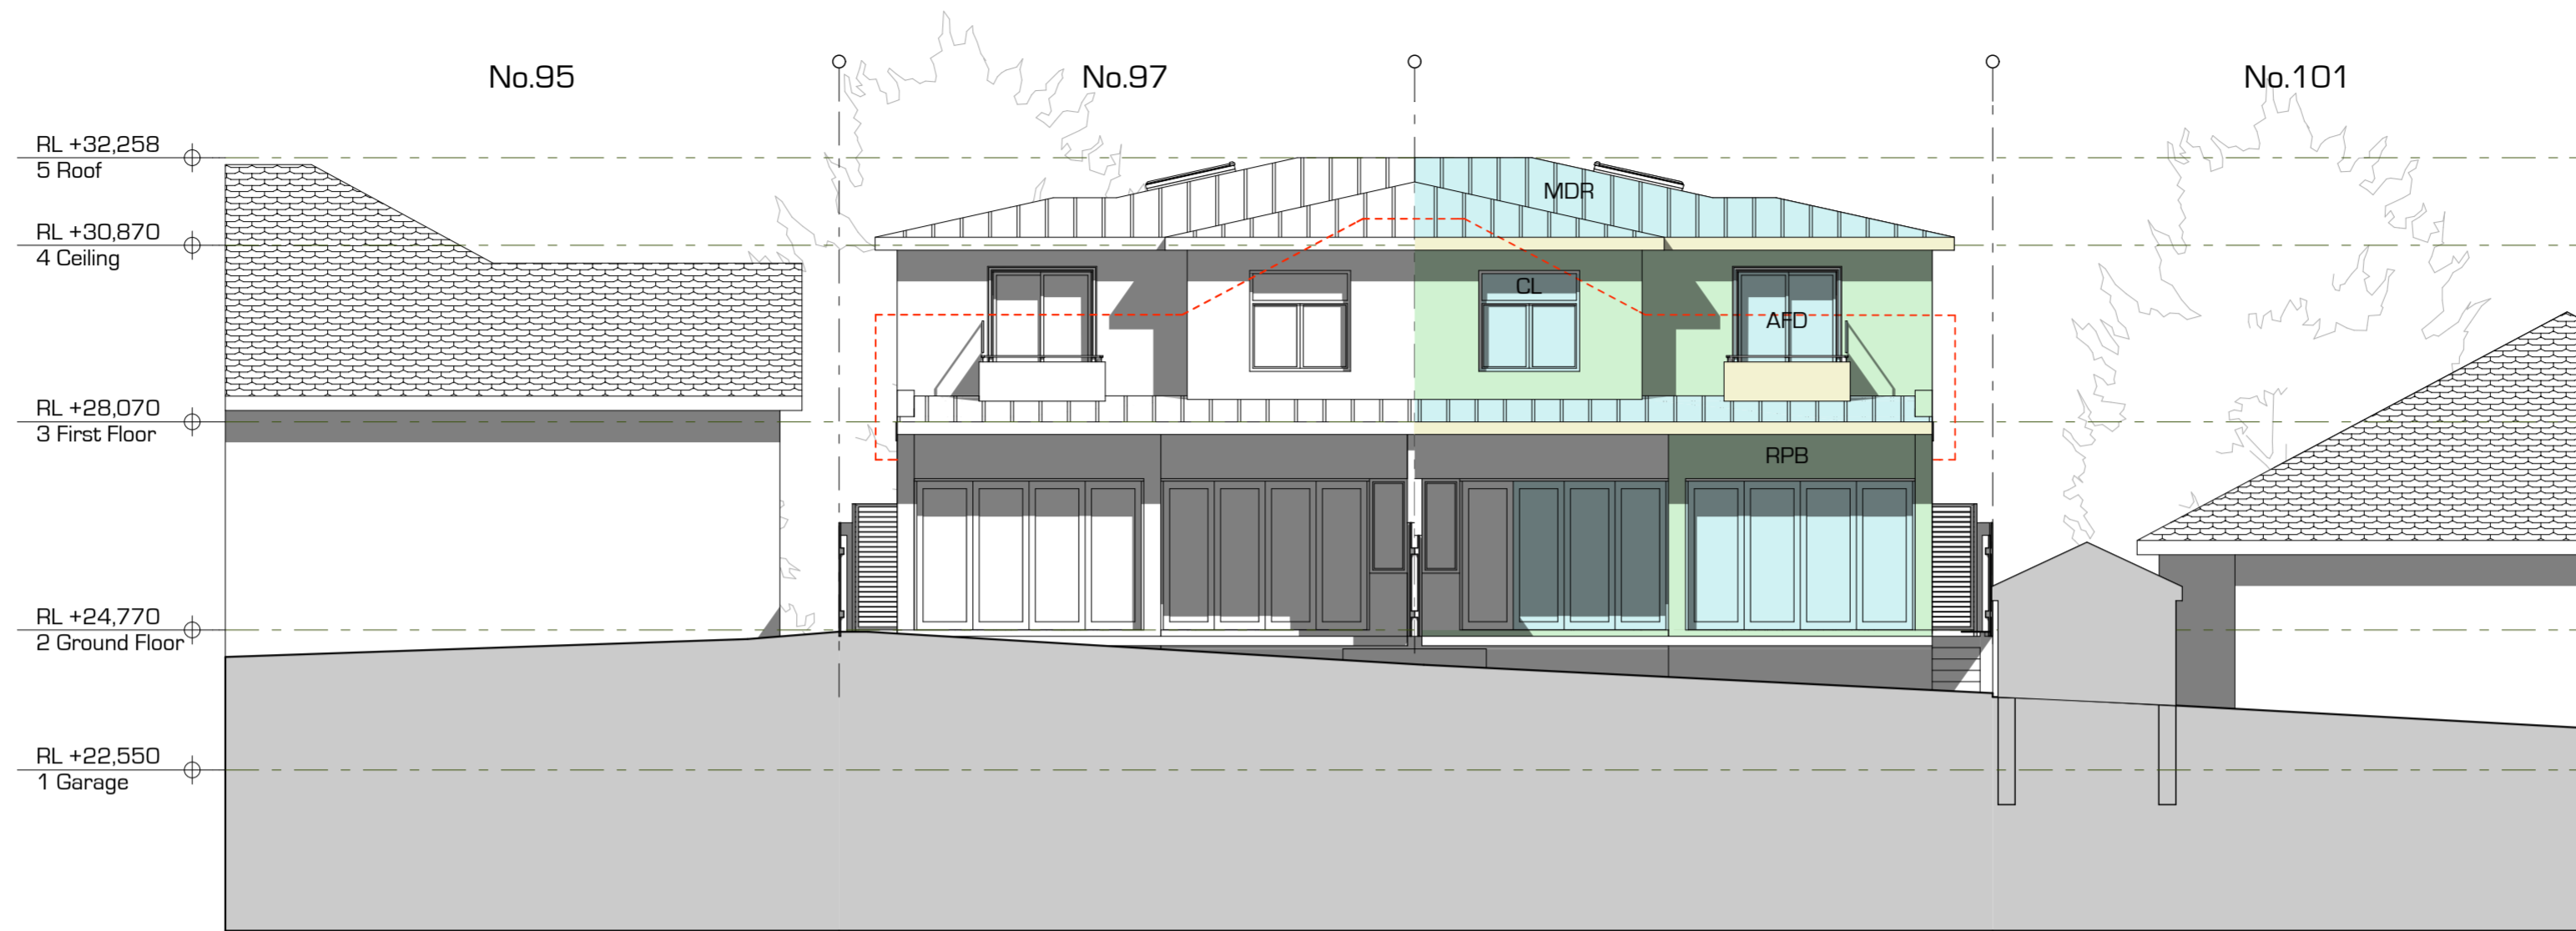 No.95
No.97
No.101
RL +32,258
5 Roof
MDR
RL +30,870
4 Ceiling
CL
AFD
RL +28,070
3 First Floor
RPB
RL +24,770
2 Ground Floor
RL +22,550
1 Garage